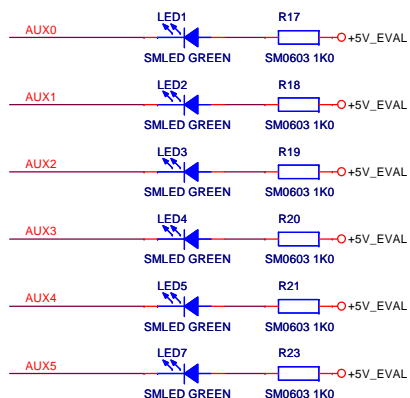 LED1 R17
AUX0 +5V_EVAL
SMLED GREEN SM0603 1K0
LED2 R18
AUX1 +5V_EVAL
SMLED GREEN SM0603 1K0
LED3 R19
AUX2 +5V_EVAL
SMLED GREEN SM0603 1K0
LED4 R20
AUX3 +5V_EVAL
SMLED GREEN SM0603 1K0
LED5 R21
AUX4 +5V_EVAL
SMLED GREEN SM0603 1K0
LED7 R23
AUX5 +5V_EVAL
SMLED GREEN SM0603 1K0